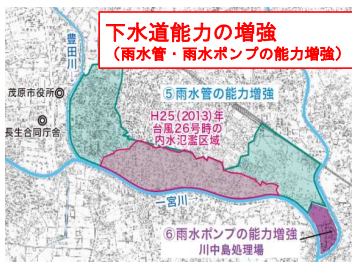 下水道能力の増強
（雨水管・雨水ポンプの能力増強）
豊田川
茂原市役所
⑤雨水管の能力増強
H25(2013)年
台風26号時の
内水氾濫区域
長生合同庁舎
一宮川
⑥雨水ポンプの能力増強
川中島処理場